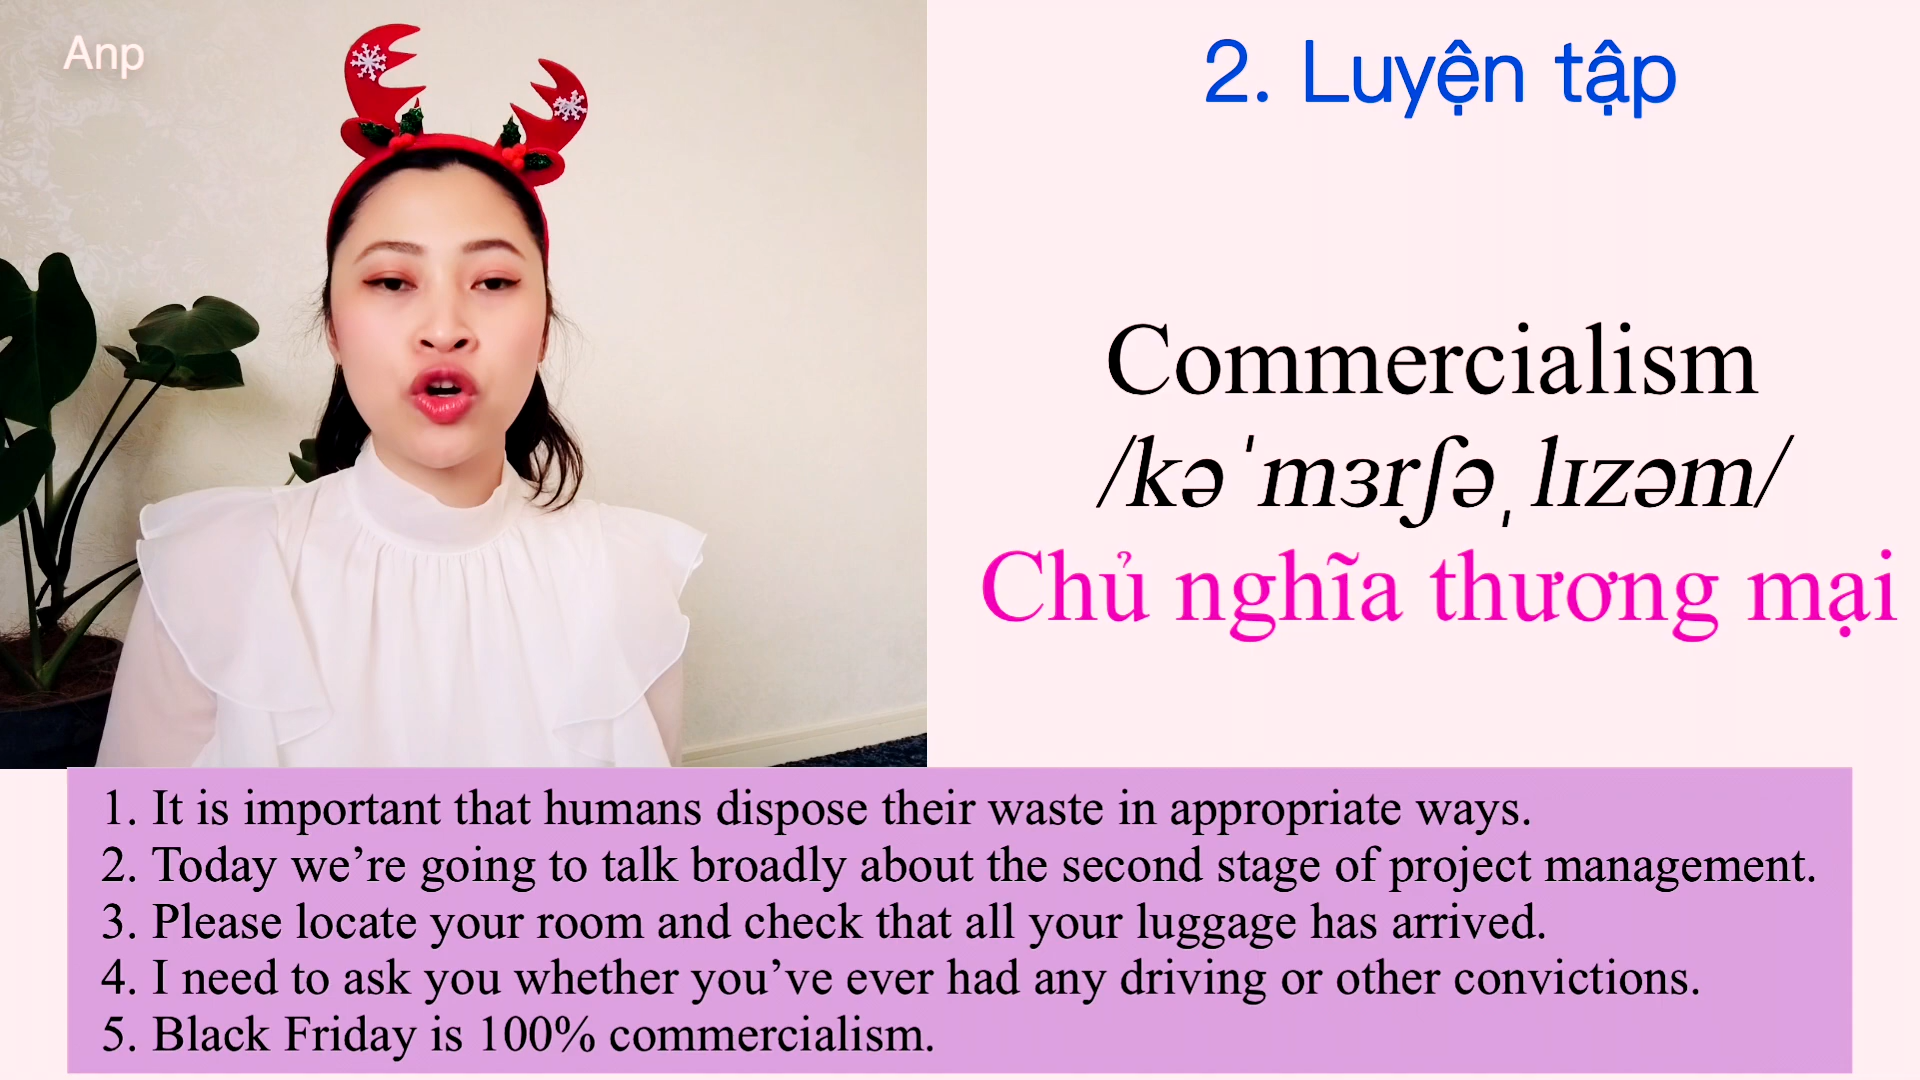 Anp
2. Luyện tập
Commercialism
/kəˈmɜrʃəˌlɪzəm/
Chủ nghĩa thương mại
1. It is important that humans dispose their waste in appropriate ways.
2. Today we’re going to talk broadly about the second stage of project management.
3. Please locate your room and check that all your luggage has arrived.
4. I need to ask you whether you’ve ever had any driving or other convictions.
5. Black Friday is 100% commercialism.